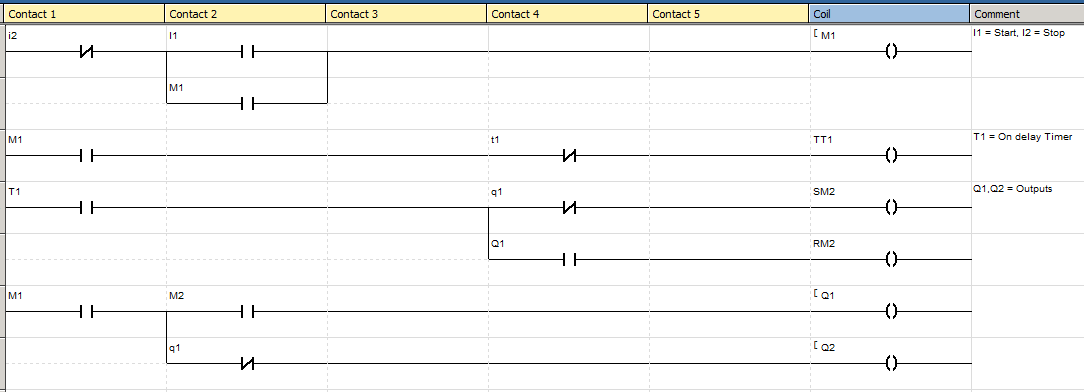 Contact 1 Contact 2 Contact 3 Contact 4 Contact 5 Coil Comment
i2 I1 [ M1 I1 = Start, I2 = Stop
M1
M1 t1 TT1 T1 = On delay Timer
T1 q1 SM2 Q1,Q2 = Outputs
Q1 RM2
M1 M2 [ Q1
q1 [ Q2